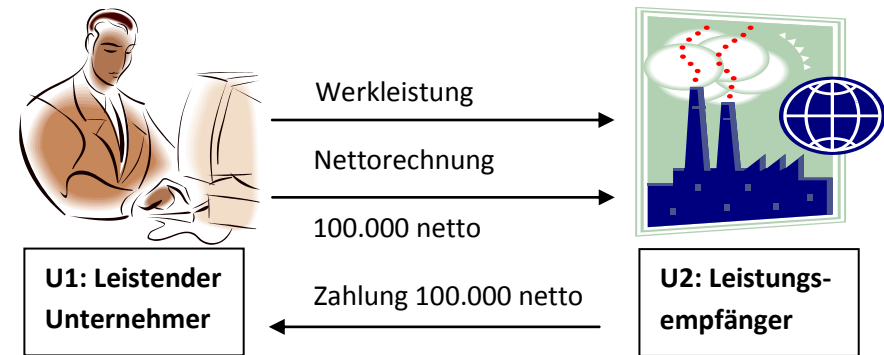 Werkleistung
Nettorechnung
100.000 netto
U1: Leistender
Unternehmer
Zahlung 100.000 netto
U2: Leistungs-
empfänger